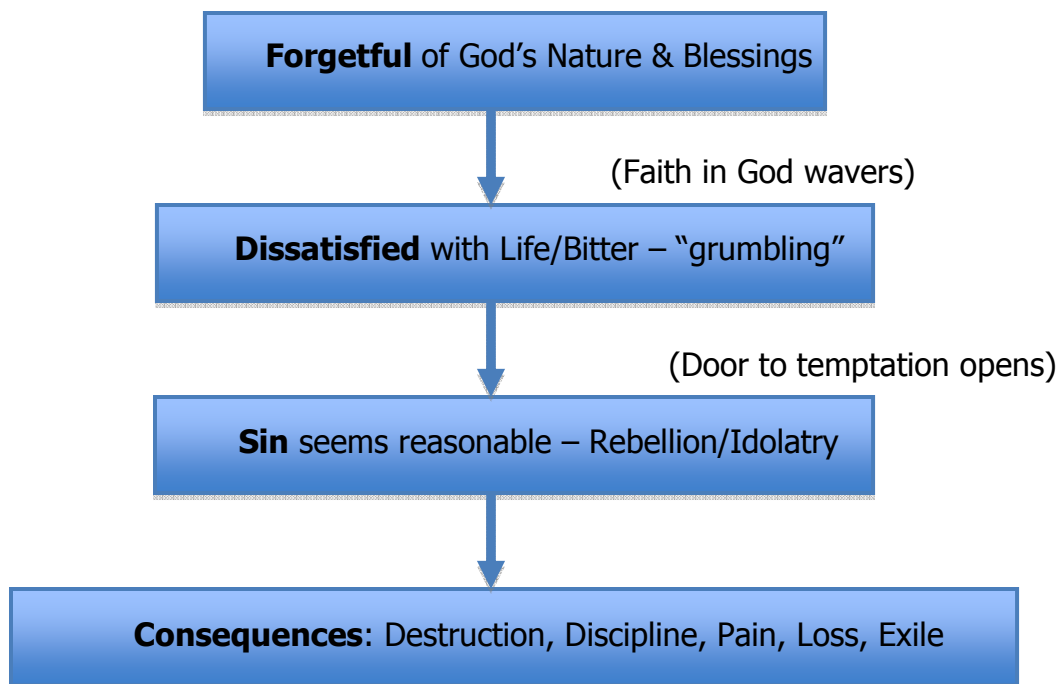 Forgetful of God’s Nature & Blessings
(Faith in God wavers)
Dissatisfied with Life/Bitter – “grumbling”
(Door to temptation opens)
Sin seems reasonable – Rebellion/Idolatry
Consequences: Destruction, Discipline, Pain, Loss, Exile